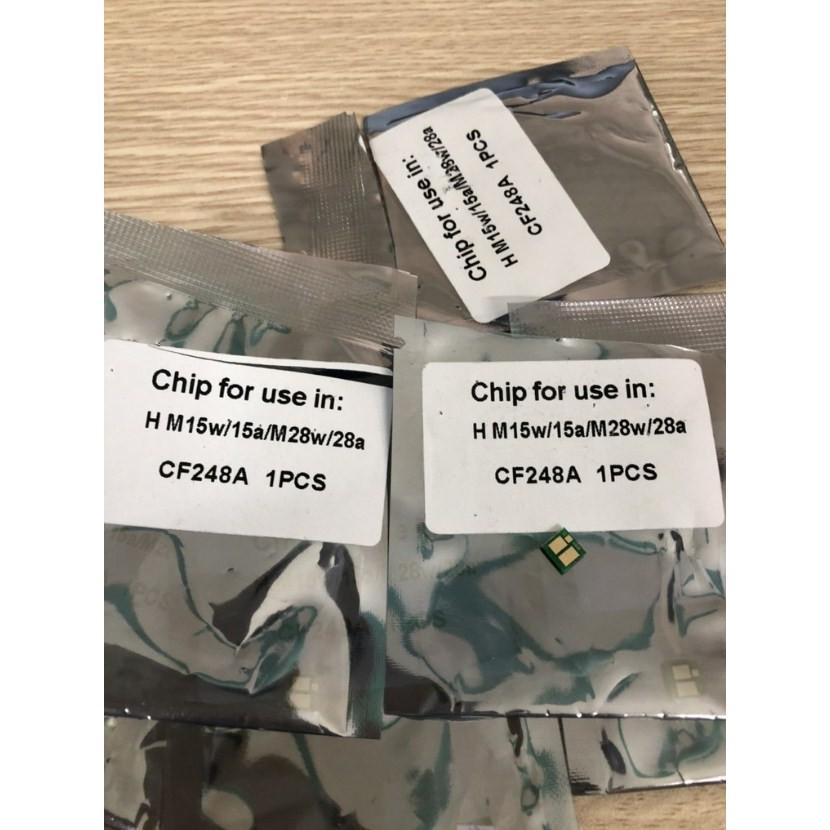 Chip for use in:
H M15w/15a/M28w/28a
CF248A 1PCS
Chip for use in:
H M15w/15a/M28w/28a
CF248A 1PCS
Chip for use in:
H M15w/15a/M28w/28a
CF248A 1PCS